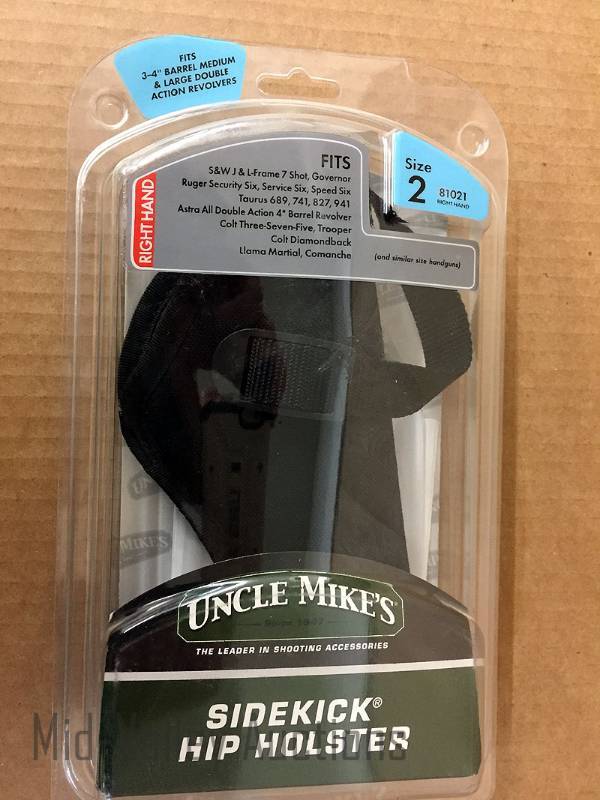 FITS
3-4" BARREL MEDIUM
& LARGE DOUBLE
ACTION REVOLVERS
RIGHT HAND
FITS
S&W J & L-Frame 7 Shot, Governor
Ruger Security Six, Service Six, Speed Six
Taurus 689, 741, 827, 941
Astra All Double Action 4" Barrel Revolver
Colt Three-Seven-Five, Trooper
Colt Diamondback
Llama Martial, Comanche
(and similar size handguns)
Size
2
81021
RIGHT HAND
MIKE'S
UNCLE MIKE'S®
THE LEADER IN SHOOTING ACCESSORIES
SIDEKICK®
HIP HOLSTER
Auctions